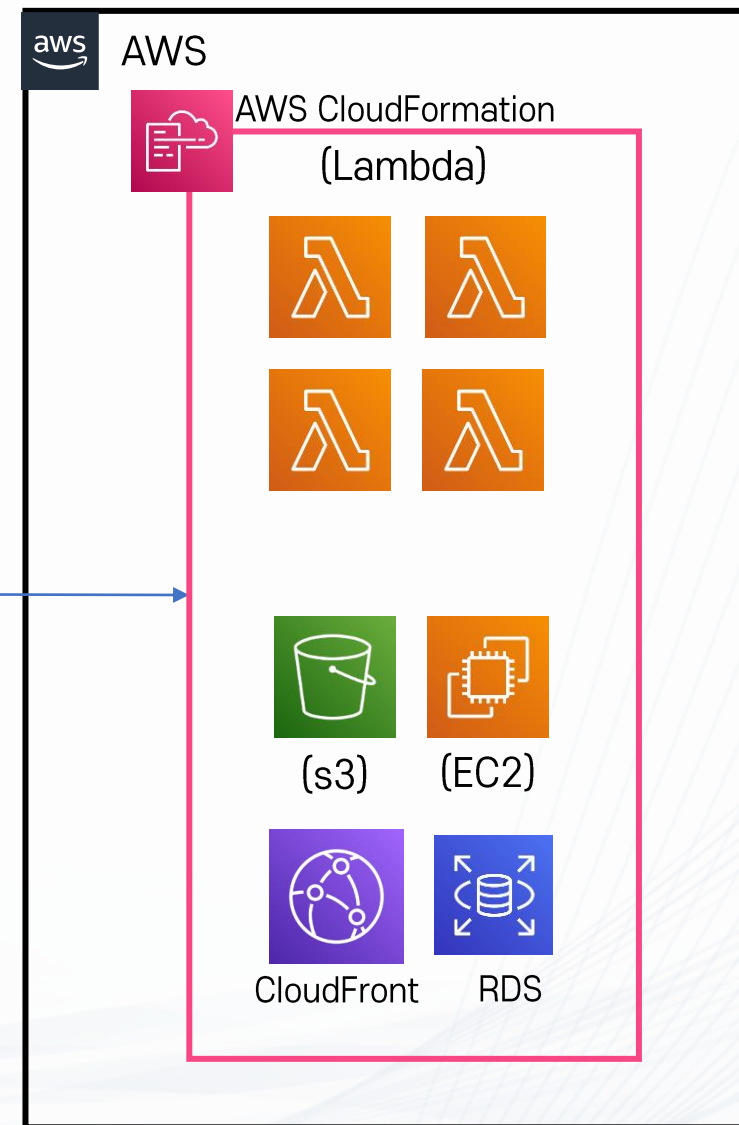 aws
AWS
AWS CloudFormation
(Lambda)
(s3)
(EC2)
CloudFront
RDS